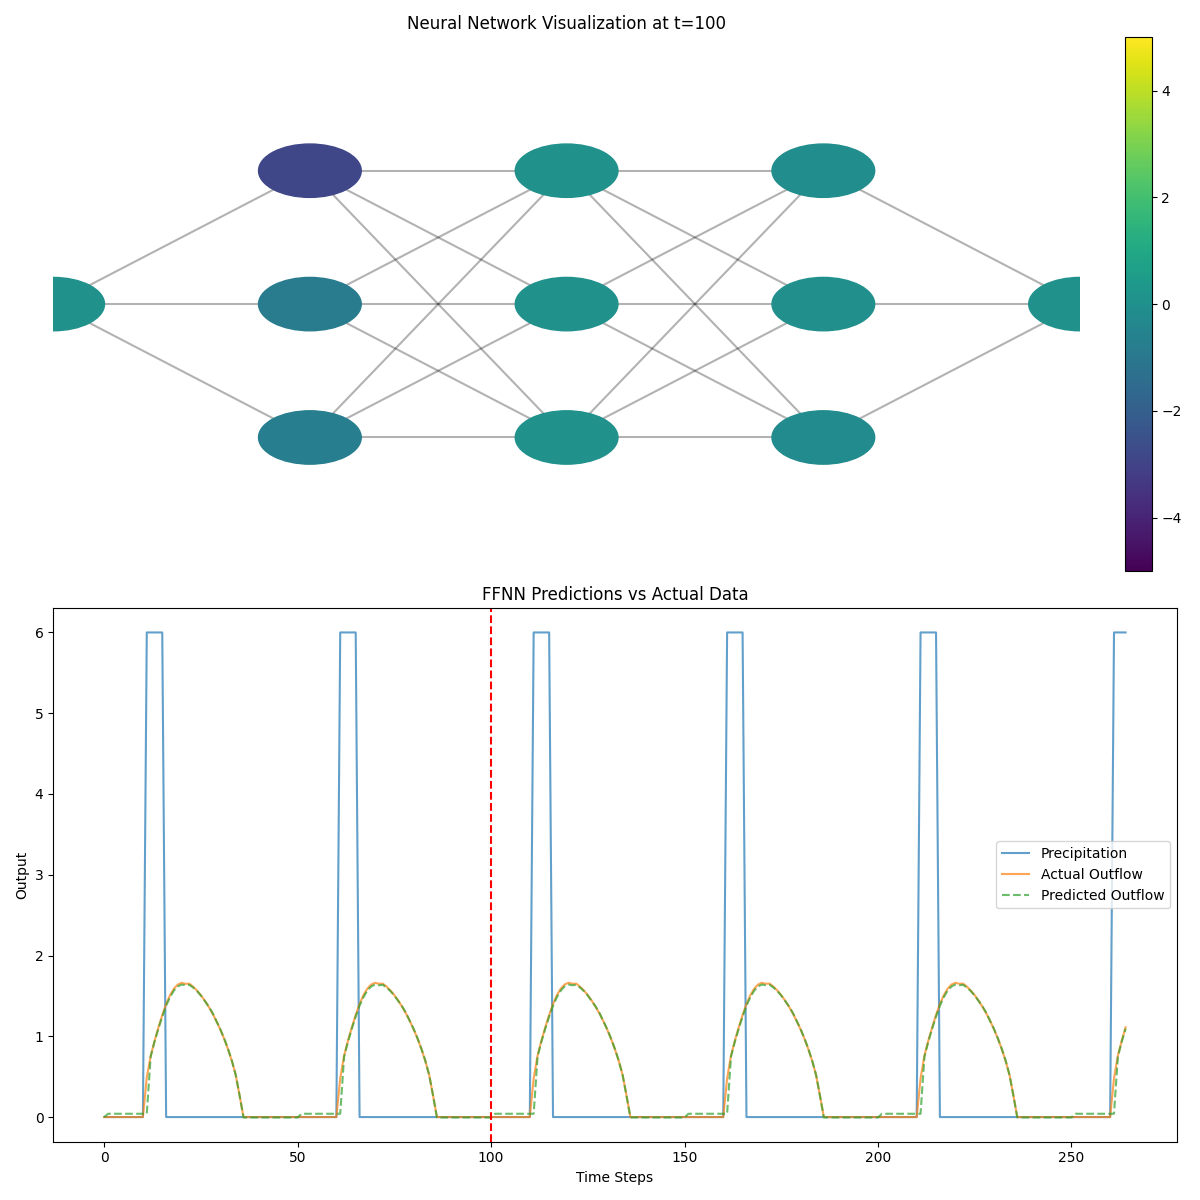 Neural Network Visualization at t=100
4
2
0
−2
−4
FFNN Predictions vs Actual Data
6
5
4
3
2
1
0
Output
Precipitation
Actual Outflow
Predicted Outflow
0 50 100 150 200 250
Time Steps